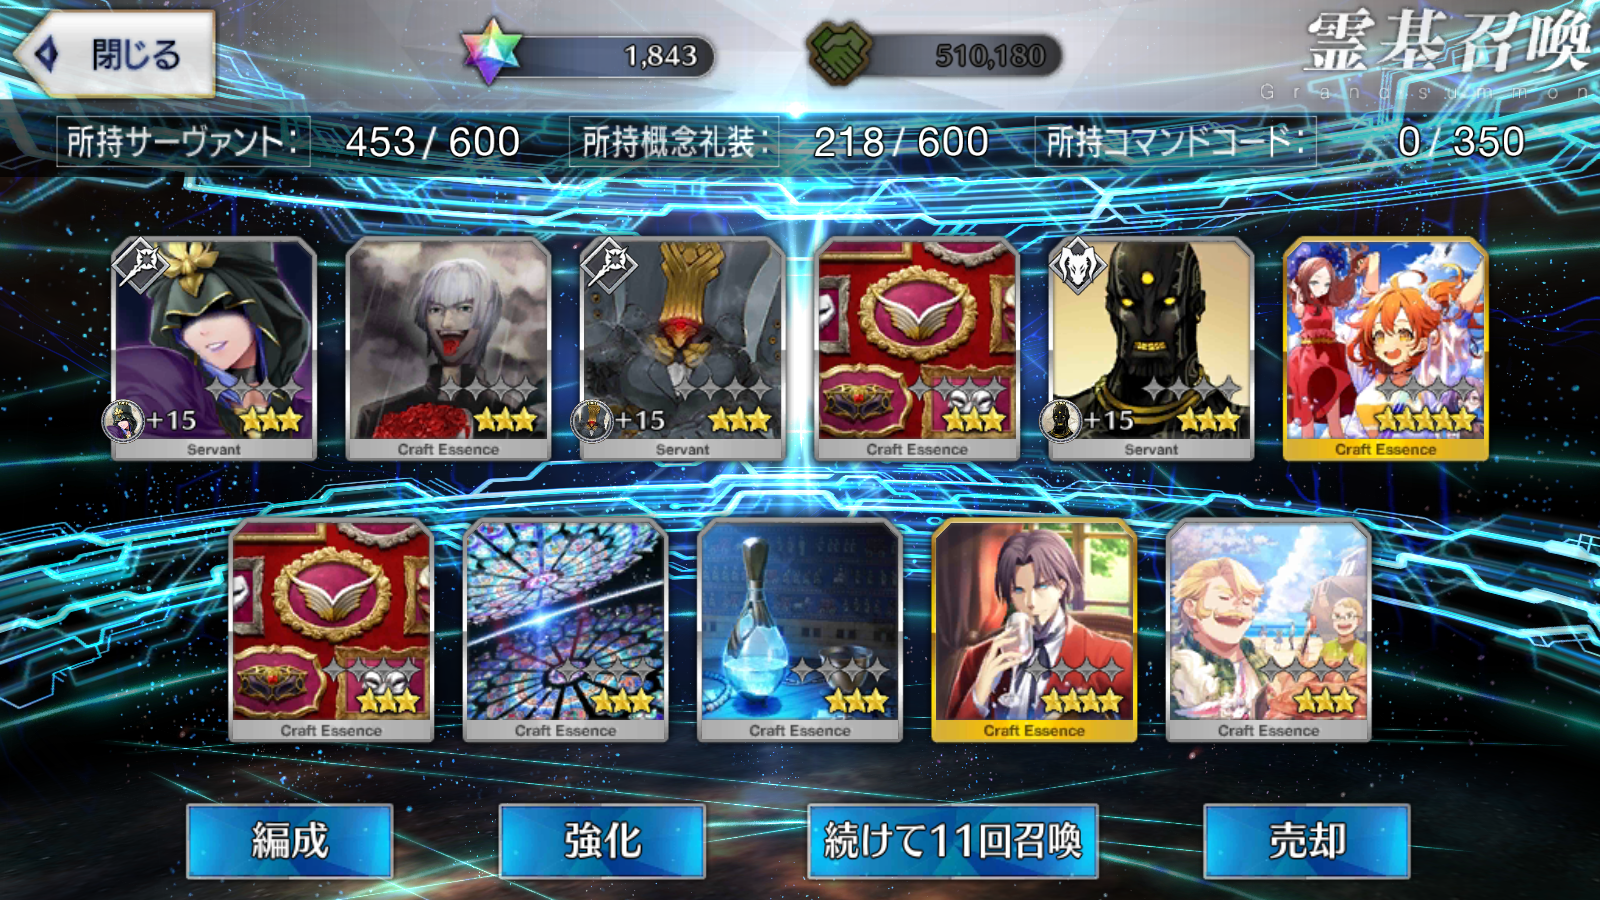 閉じる
1,843
510,180
霊基召喚
Grand summon
所持サーヴァント: 453 / 600
所持概念礼装: 218 / 600
所持コマンドコード: 0 / 350
+15
Servant
Craft Essence
+15
Servant
Craft Essence
+15
Servant
Craft Essence
Craft Essence
Craft Essence
Craft Essence
Craft Essence
Craft Essence
編成
強化
続けて11回召喚
売却